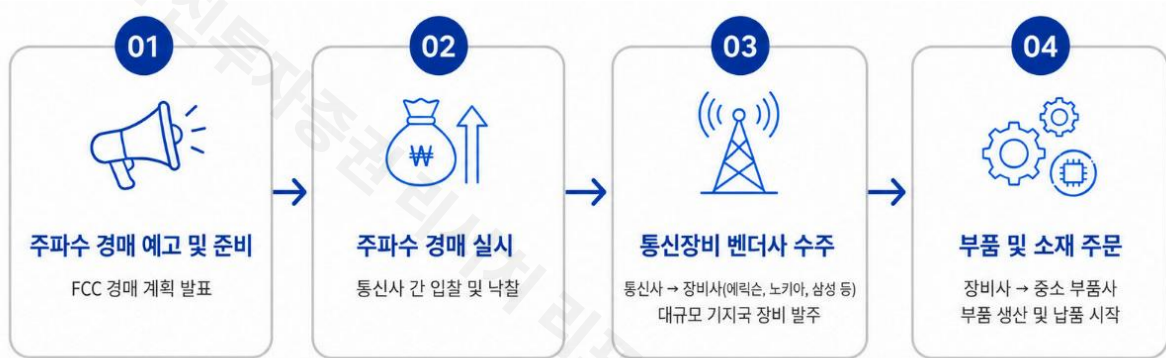 01
주파수 경매 예고 및 준비
FCC 경매 계획 발표
02
₩
주파수 경매 실시
통신사 간 입찰 및 낙찰
03
통신장비 벤더사 수주
통신사 → 장비사(에릭슨, 노키아, 삼성 등)
대규모 기지국 장비 발주
04
부품 및 소재 주문
장비사 → 중소 부품사
부품 생산 및 납품 시작